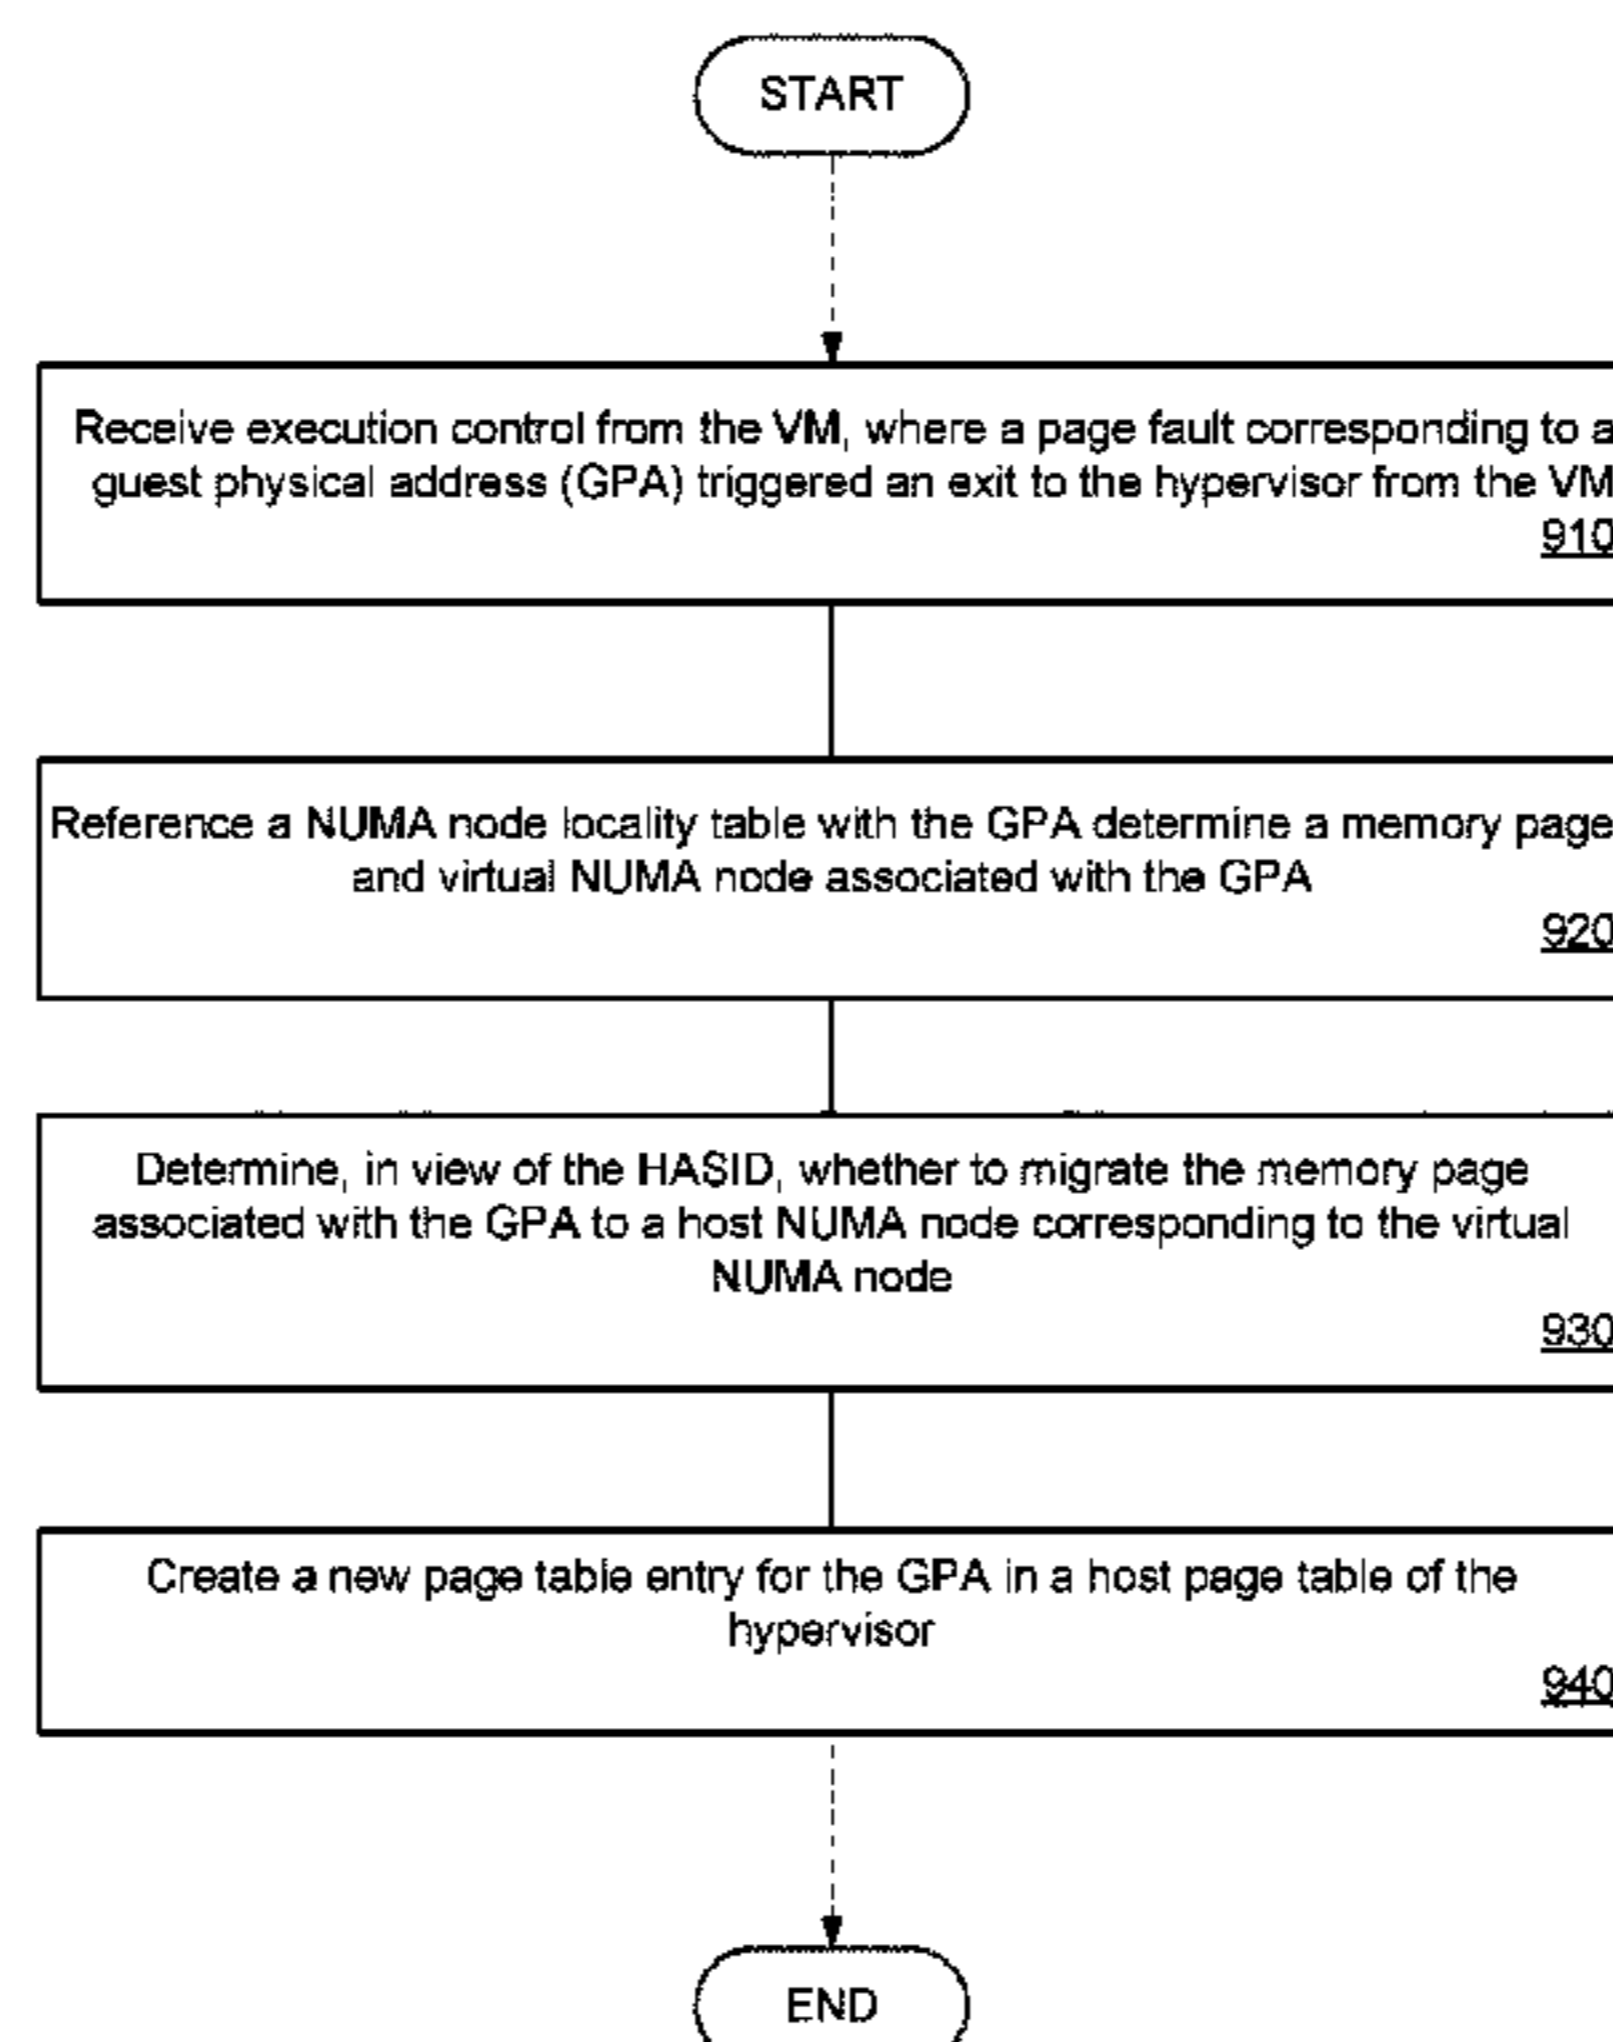 START
Receive execution control from the VM, where a page fault corresponding to a
guest physical address (GPA) triggered an exit to the hypervisor from the VM
910
Reference a NUMA node locality table with the GPA determine a memory page
and virtual NUMA node associated with the GPA
920
Determine, in view of the HASID, whether to migrate the memory page
associated with the GPA to a host NUMA node corresponding to the virtual
NUMA node
930
Create a new page table entry for the GPA in a host page table of the
hypervisor
940
END